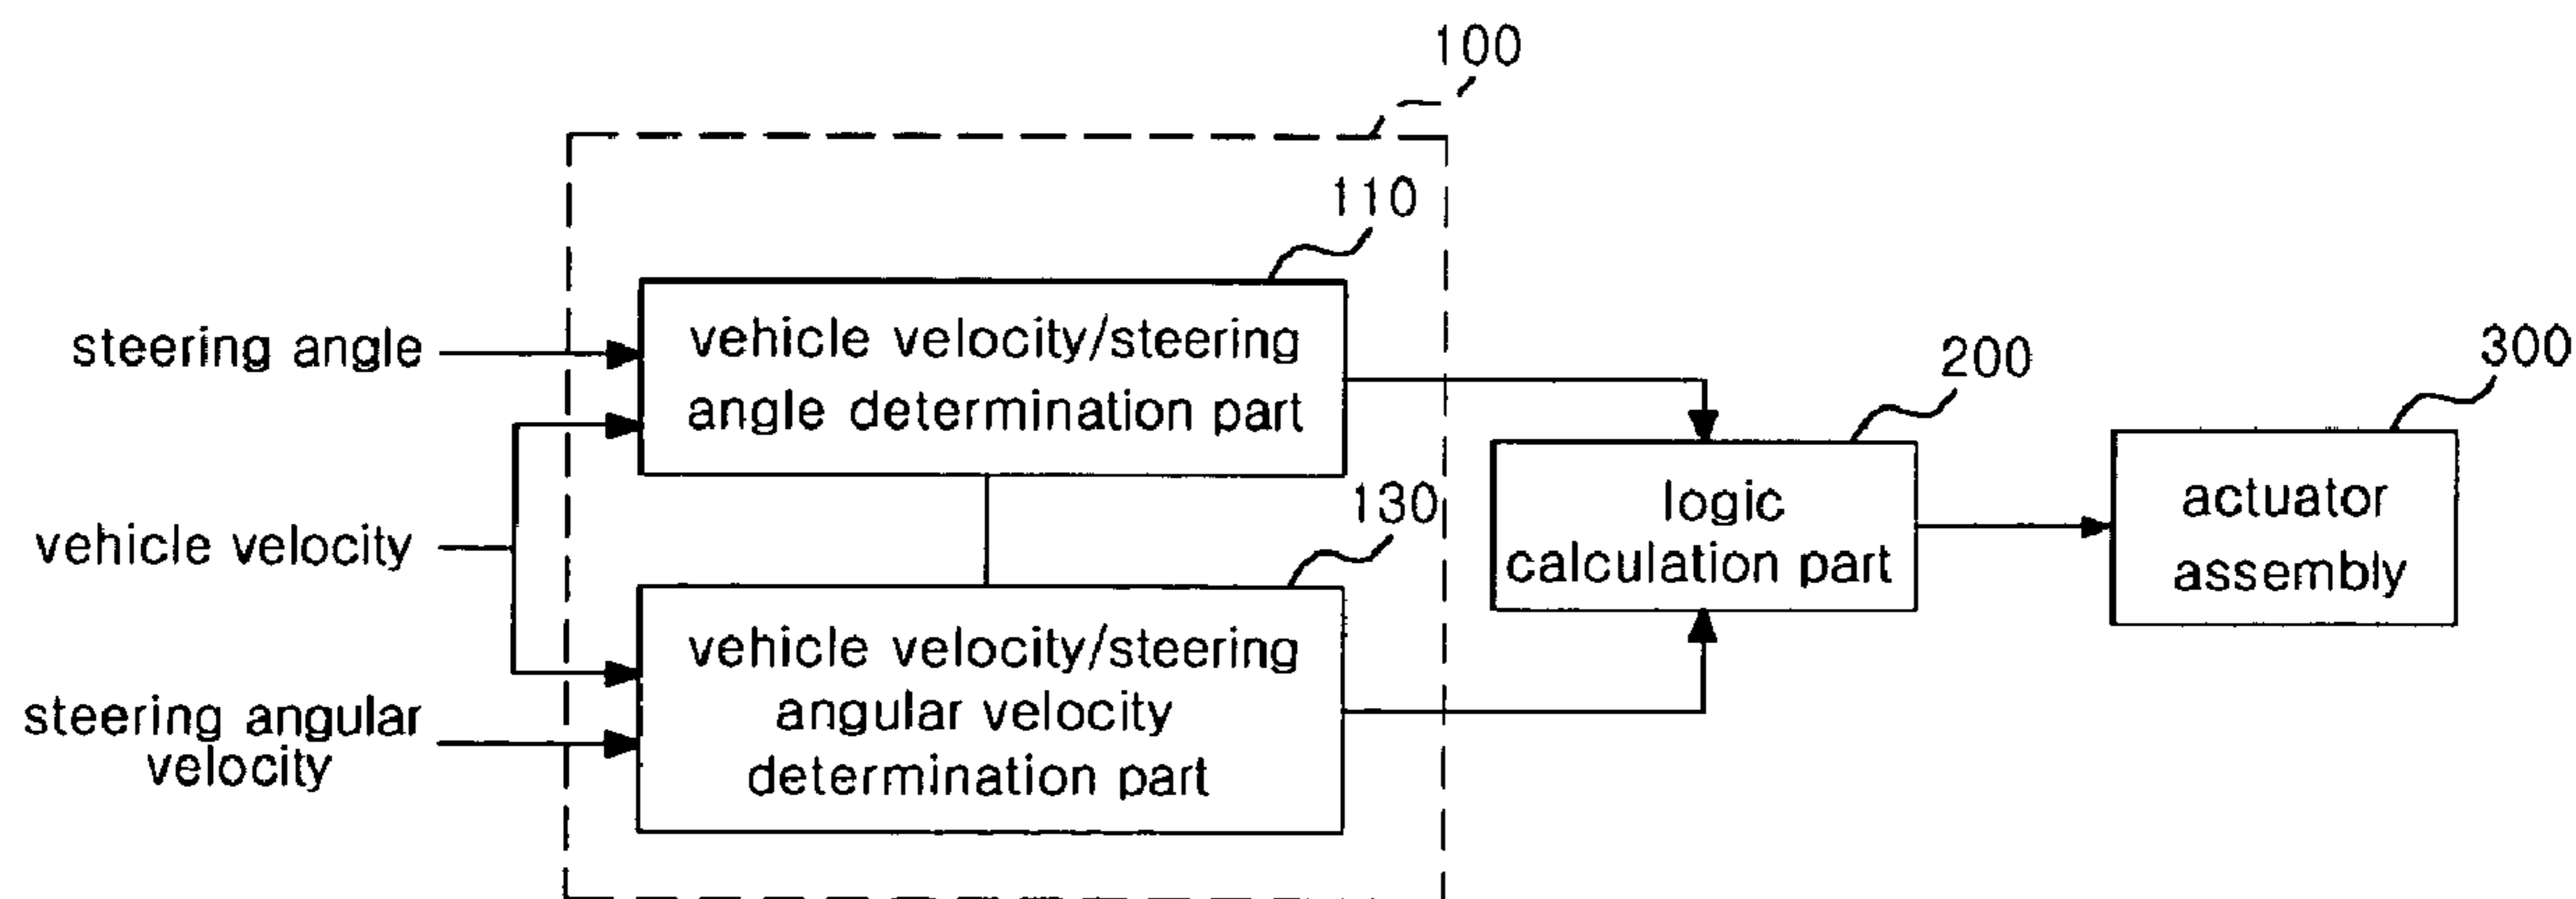 100
110
steering angle
vehicle velocity/steering
angle determination part
200
300
vehicle velocity
130
logic
calculation part
actuator
assembly
steering angular
velocity
vehicle velocity/steering
angular velocity
determination part